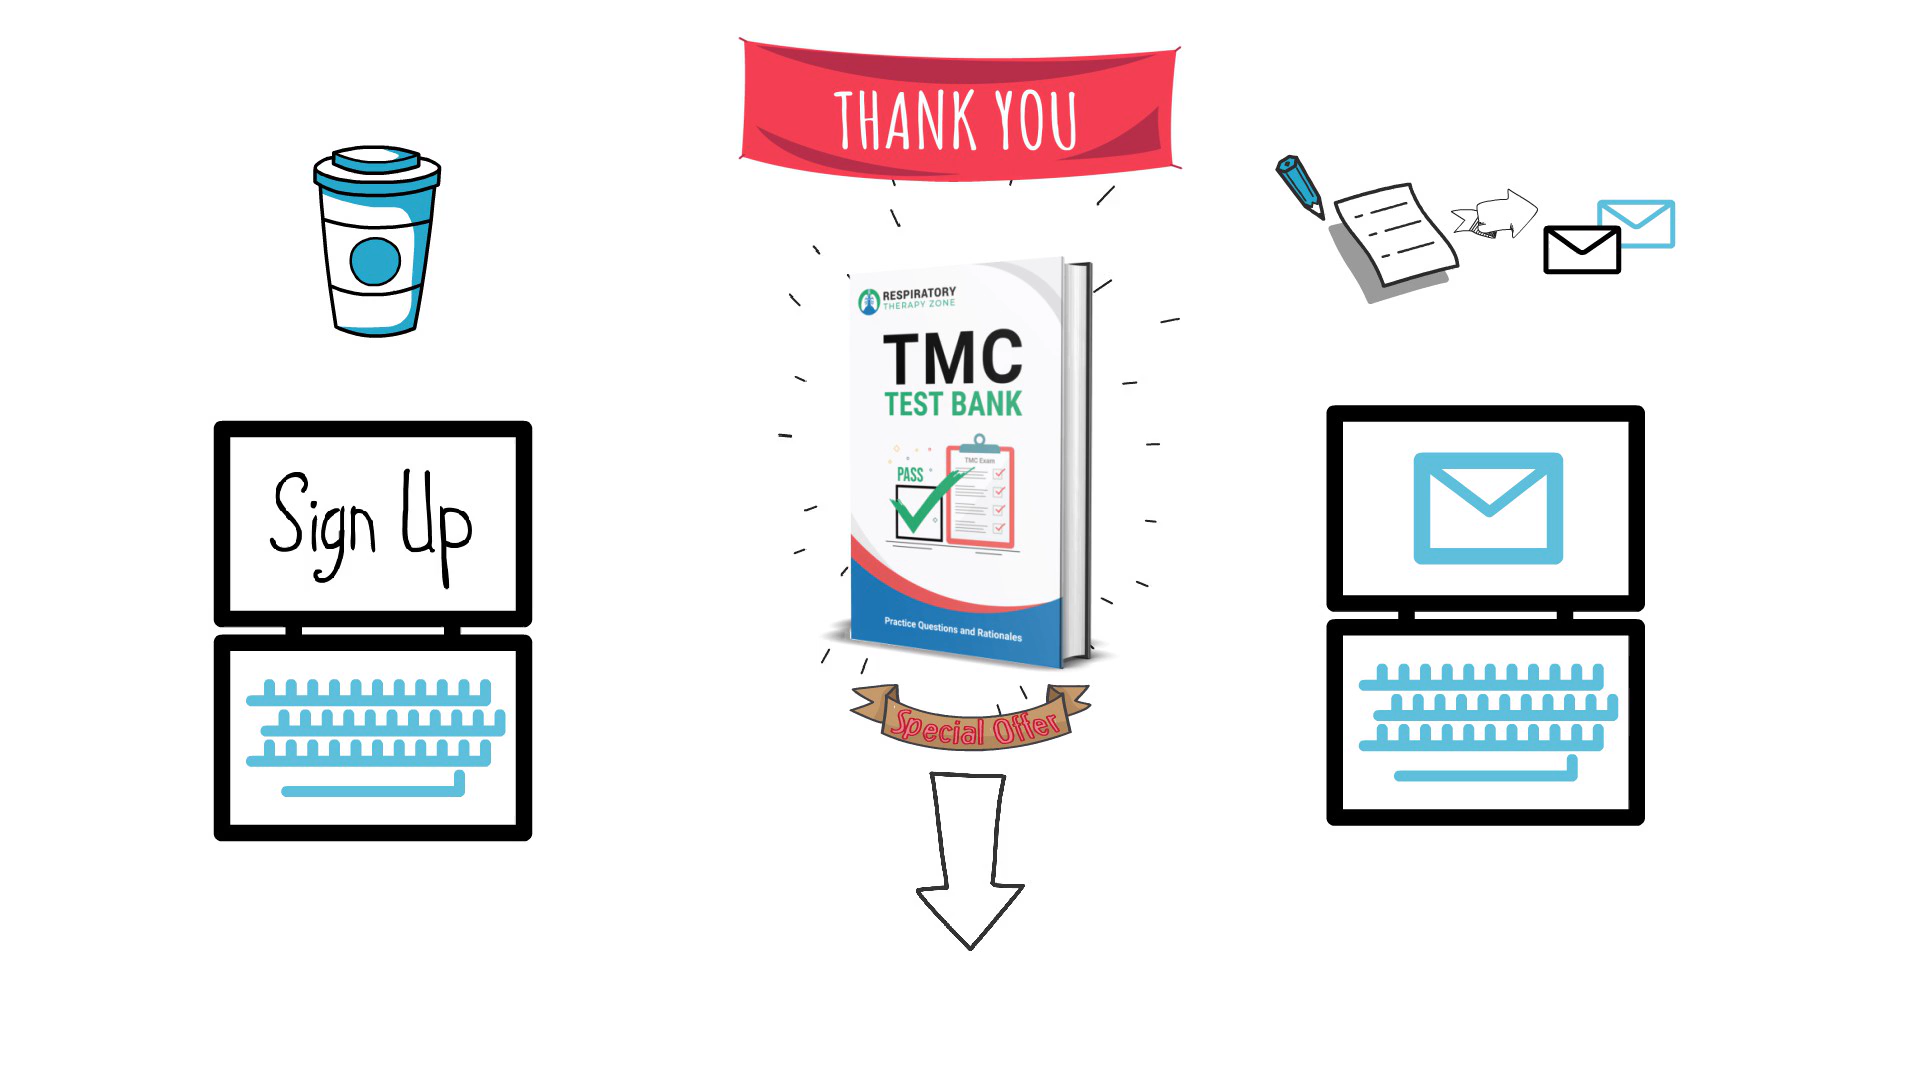 THANK YOU
RESPIRATORY
THERAPY ZONE
TMC
TEST BANK
PASS
TMC Exam
Practice Questions and Rationales
Special Offer
Sign Up